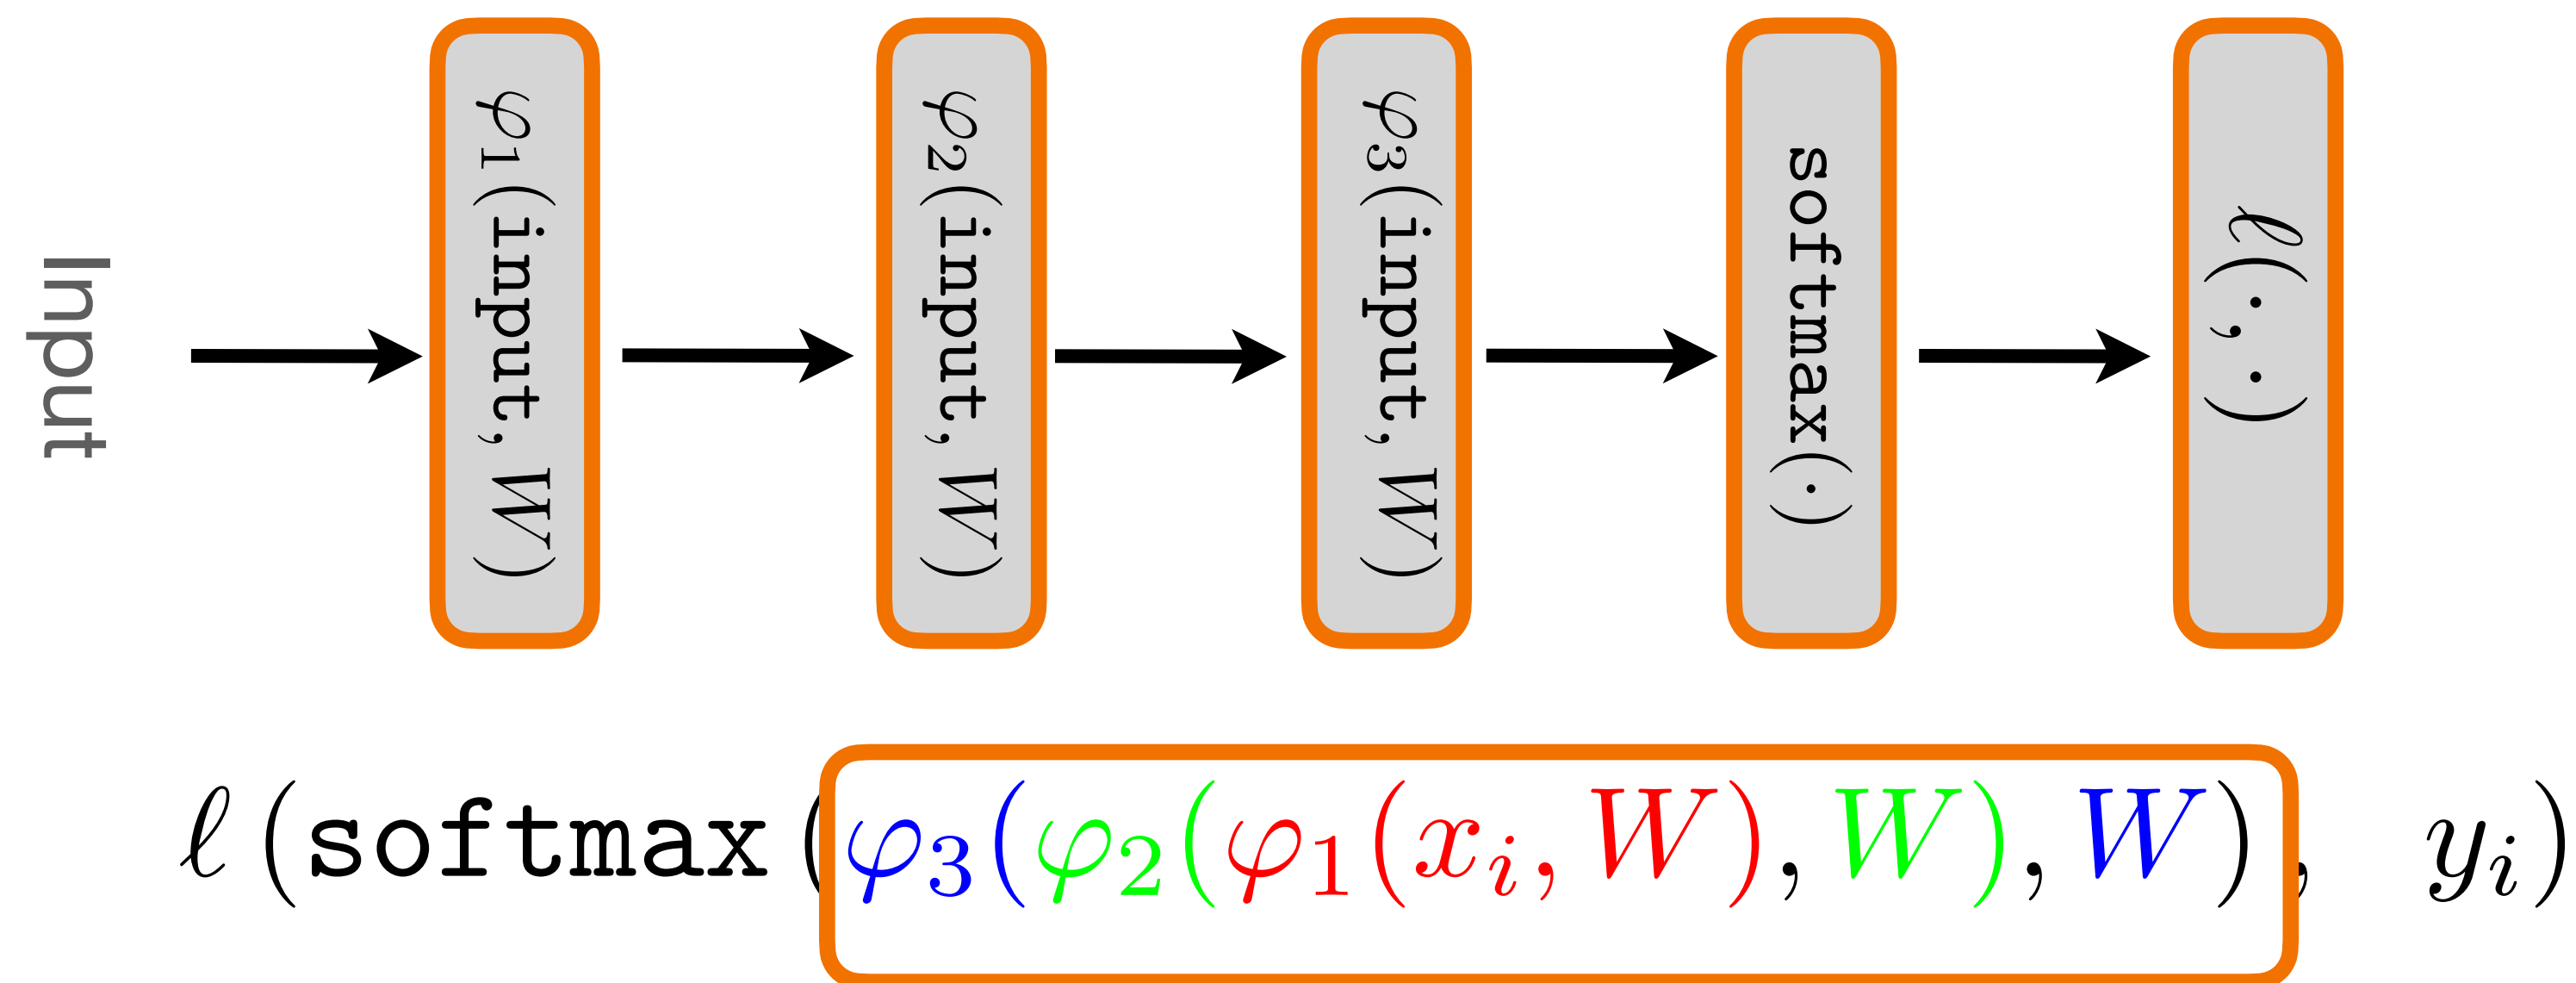 Input
φ₁(input, W)
φ₂(input, W)
φ₃(input, W)
softmax(·)
ℓ(·, ·)
ℓ (softmax(φ₃(φ₂(φ₁(xᵢ, W), W), W), yᵢ)